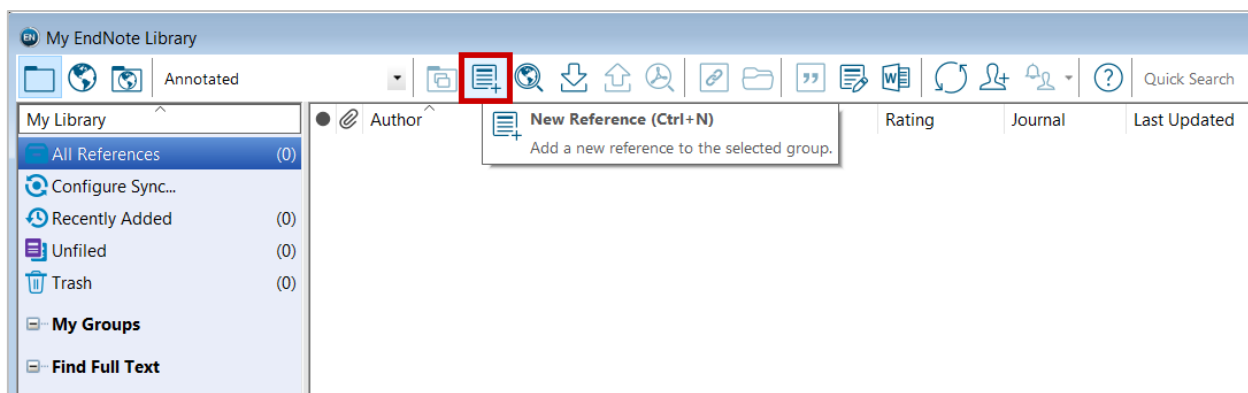 EN My EndNote Library
Annotated
Quick Search
My Library
Author
Rating
Journal
Last Updated
New Reference (Ctrl+N)
Add a new reference to the selected group.
All References (0)
Configure Sync...
Recently Added (0)
Unfiled (0)
Trash (0)
My Groups
Find Full Text